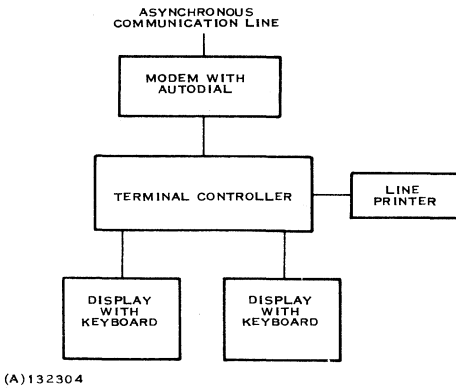 ASYNCHRONOUS
COMMUNICATION LINE
MODEM WITH
AUTODIAL
TERMINAL CONTROLLER
LINE
PRINTER
DISPLAY
WITH
KEYBOARD
DISPLAY
WITH
KEYBOARD
(A)132304